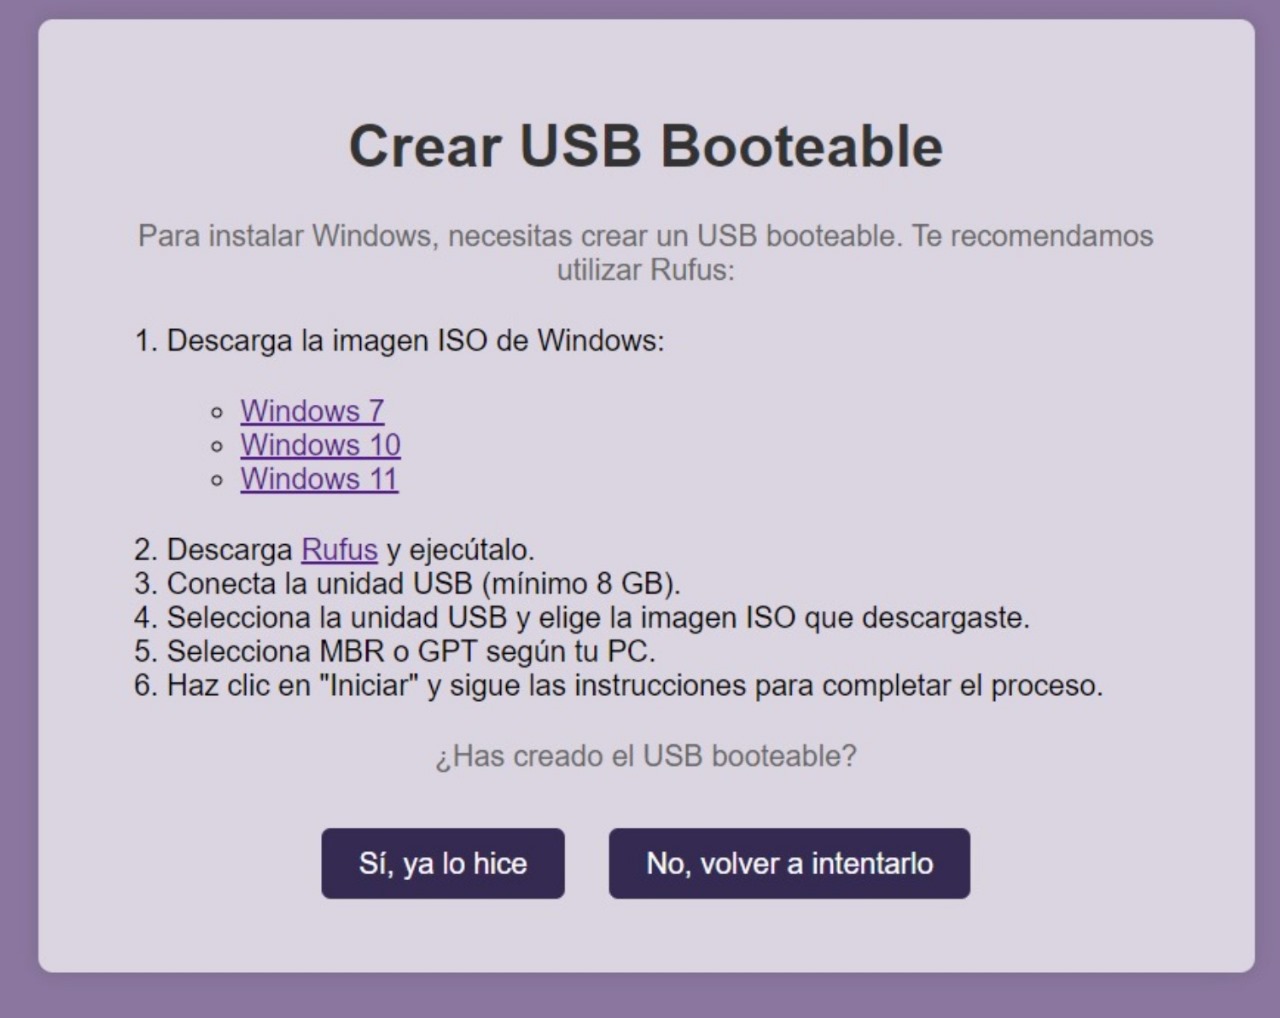 Crear USB Booteable
Para instalar Windows, necesitas crear un USB booteable. Te recomendamos
utilizar Rufus:
1. Descarga la imagen ISO de Windows:
Windows 7
Windows 10
Windows 11
2. Descarga Rufus y ejecútalo.
3. Conecta la unidad USB (mínimo 8 GB).
4. Selecciona la unidad USB y elige la imagen ISO que descargaste.
5. Selecciona MBR o GPT según tu PC.
6. Haz clic en "Iniciar" y sigue las instrucciones para completar el proceso.
¿Has creado el USB booteable?
Sí, ya lo hice
No, volver a intentarlo